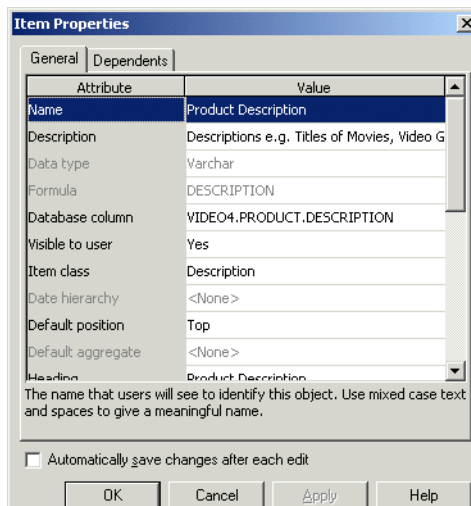 Item Properties
General Dependents
Attribute Value
Name Product Description
Description Descriptions e.g. Titles of Movies, Video G
Data type Varchar
Formula DESCRIPTION
Database column VIDEO4.PRODUCT.DESCRIPTION
Visible to user Yes
Item class Description
Date hierarchy <None>
Default position Top
Default aggregate <None>
Heading Product Description
The name that users will see to identify this object. Use mixed case text
and spaces to give a meaningful name.
Automatically save changes after each edit
OK Cancel Apply Help